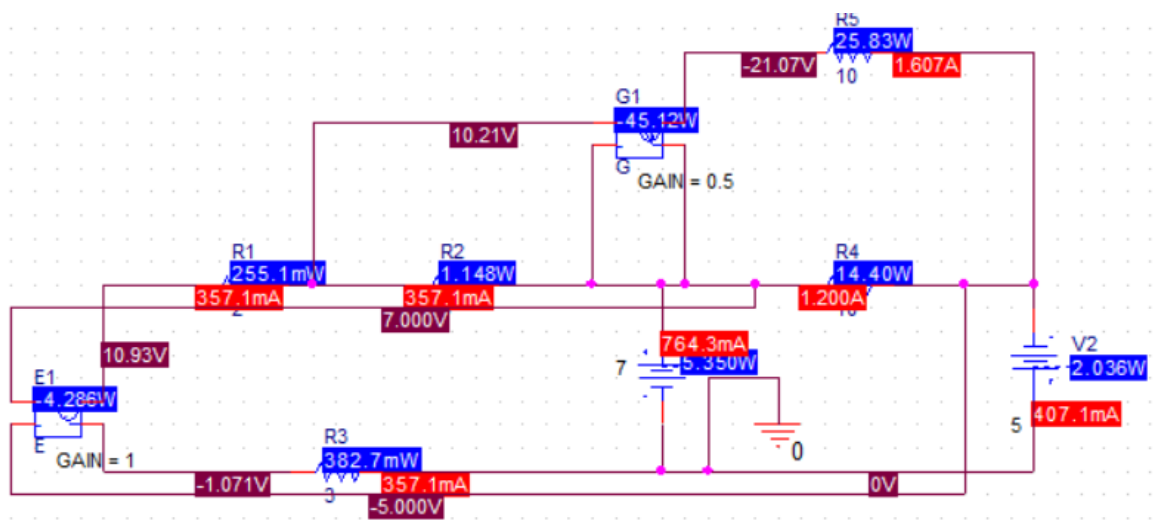 R5
25.83W
-21.07V
1.607A
10
G1
-45.12W
10.21V
G
GAIN = 0.5
R1
R2
R4
255.1mW
1.148W
14.40W
357.1mA
357.1mA
1.200A
7.000V
764.3mA
V2
10.93V
7
5.350W
2.036W
E1
-4.286W
407.1mA
5
E
R3
GAIN = 1
382.7mW
0
-1.071V
357.1mA
0V
3
-5.000V